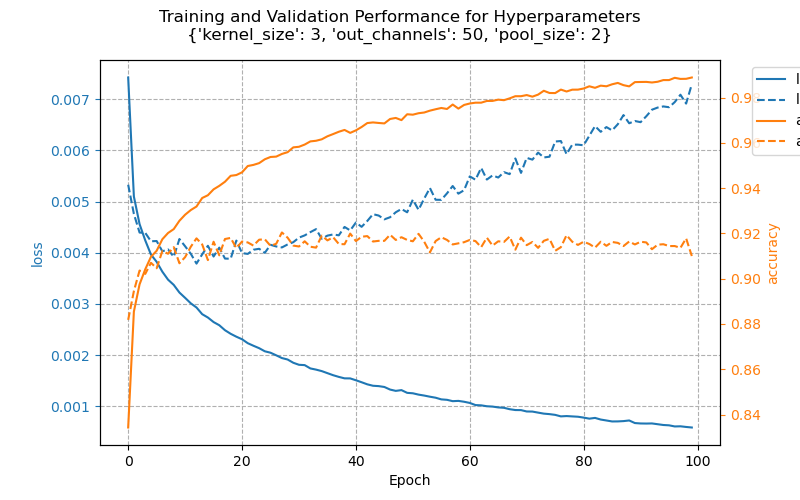 Training and Validation Performance for Hyperparameters
{'kernel_size': 3, 'out_channels': 50, 'pool_size': 2}
0.007
0.006
0.005
0.004
0.003
0.002
0.001
loss
0.94
0.92
0.90
0.88
0.86
0.84
accuracy
0 20 40 60 80 100
Epoch